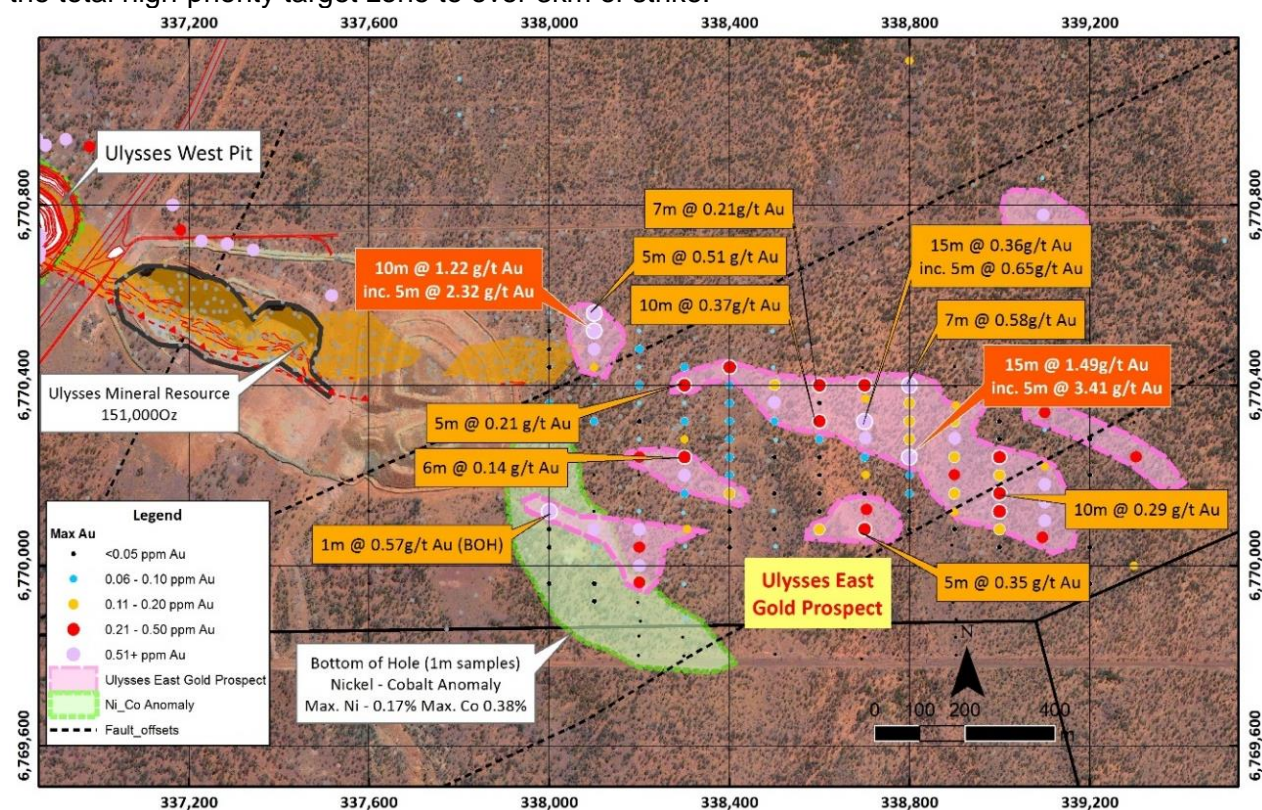 the total high-priority target zone to over 3km of strike.
337,200
337,600
338,000
338,400
338,800
339,200
Ulysses West Pit
6,770,800
6,770,800
7m @ 0.21g/t Au
5m @ 0.51 g/t Au
15m @ 0.36g/t Au
inc. 5m @ 0.65g/t Au
10m @ 1.22 g/t Au
inc. 5m @ 2.32 g/t Au
10m @ 0.37g/t Au
7m @ 0.58g/t Au
15m @ 1.49g/t Au
inc. 5m @ 3.41 g/t Au
Ulysses Mineral Resource
151,000Oz
6,770,400
6,770,400
5m @ 0.21 g/t Au
6m @ 0.14 g/t Au
10m @ 0.29 g/t Au
1m @ 0.57g/t Au (BOH)
5m @ 0.35 g/t Au
Ulysses East
Gold Prospect
6,770,000
6,770,000
Legend
Max Au
<0.05 ppm Au
0.06 - 0.10 ppm Au
0.11 - 0.20 ppm Au
0.21 - 0.50 ppm Au
0.51+ ppm Au
Ulysses East Gold Prospect
Ni_Co Anomaly
Fault_offsets
Bottom of Hole (1m samples)
Nickel - Cobalt Anomaly
Max. Ni - 0.17% Max. Co 0.38%
N
0 100 200 400
m
6,769,600
6,769,600
337,200
337,600
338,000
338,400
338,800
339,200